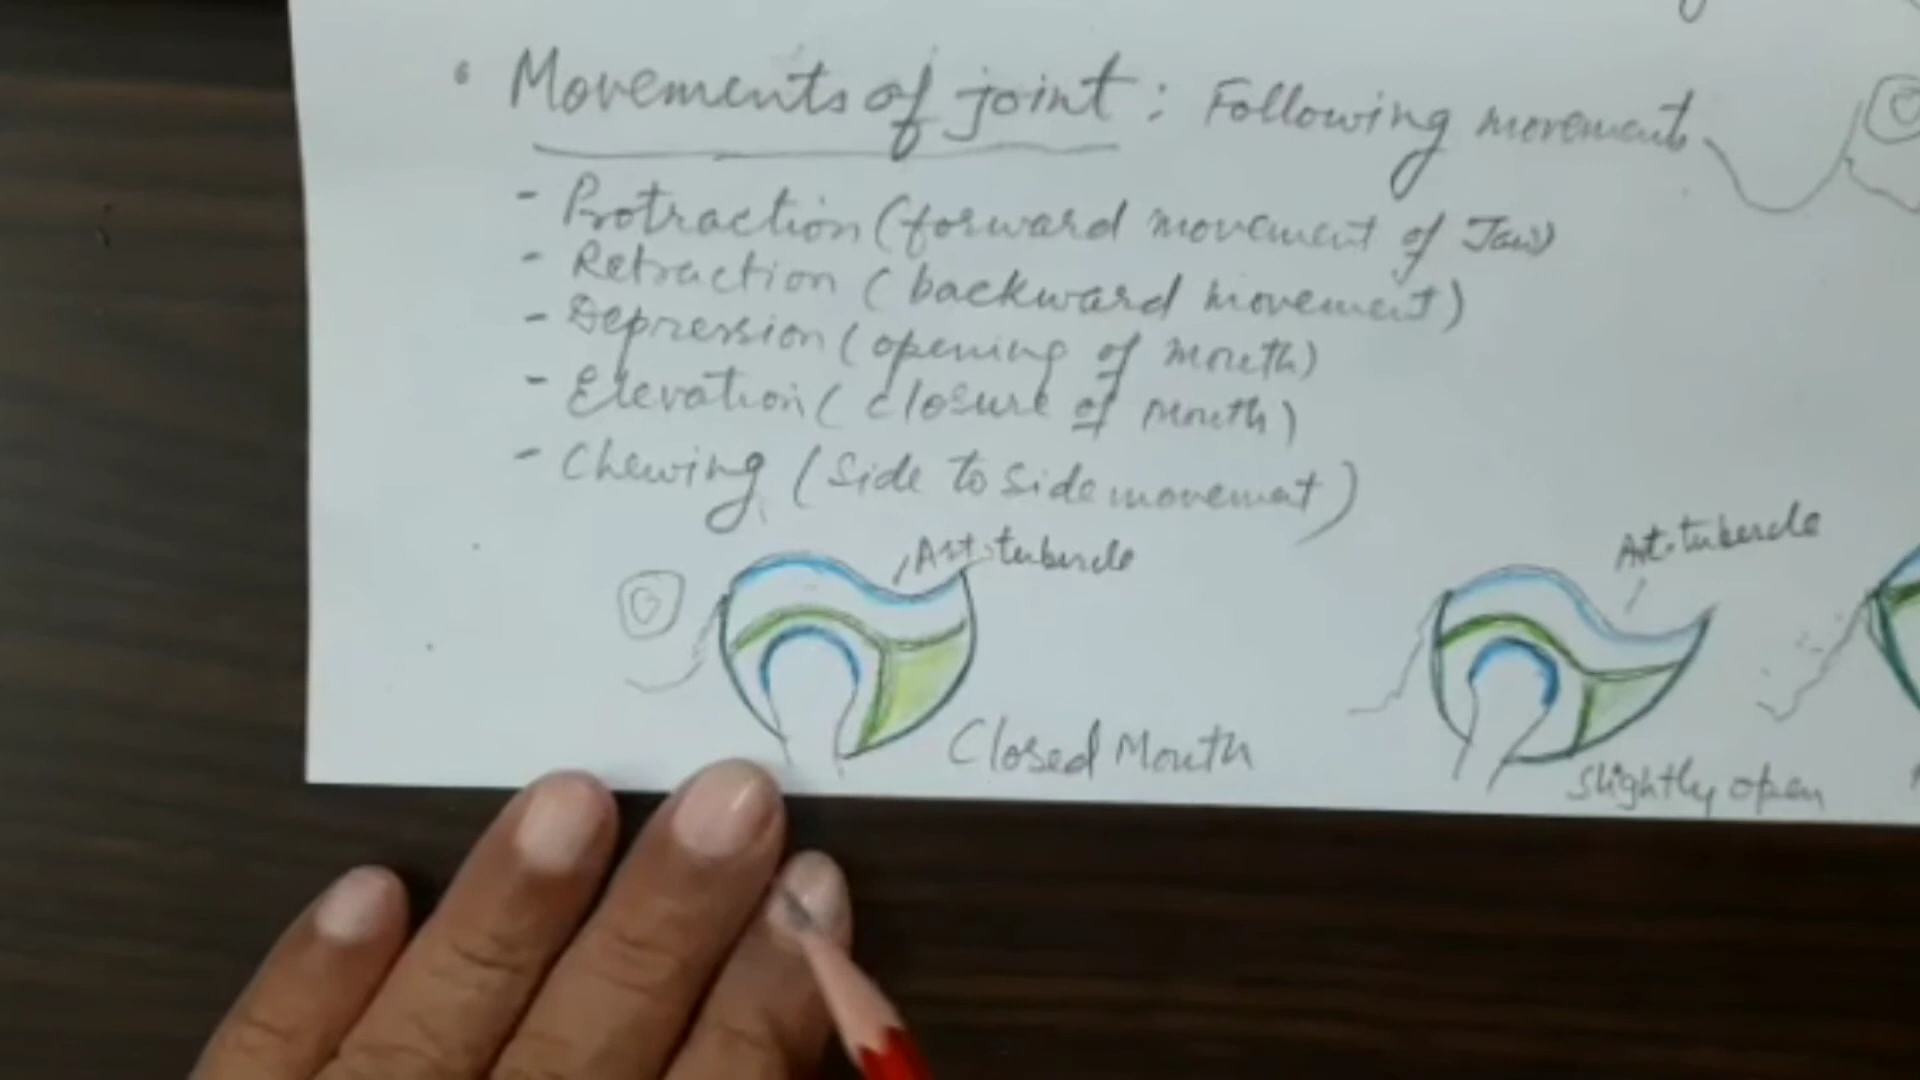 Movements of joint : Following movements
- Protraction (forward movement of Jaw)
- Retraction (backward movement)
- Depression (opening of mouth)
- Elevation (closure of mouth)
- Chewing (side to side movement)
Art. tubercle
Art. tubercle
Closed Mouth
Slightly open